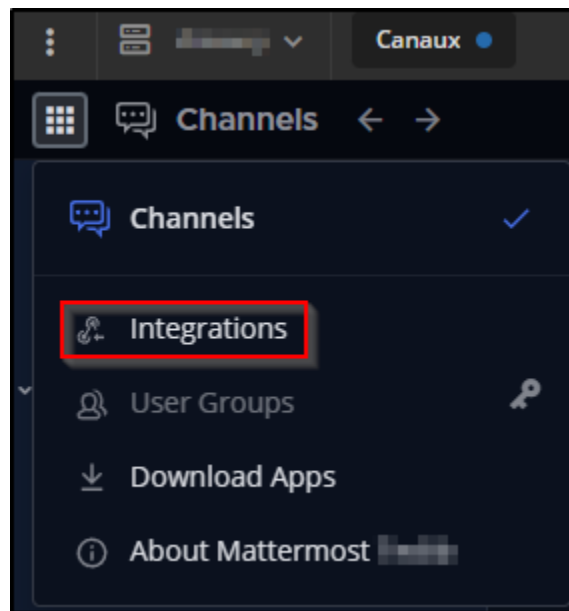 Canaux
Channels
Channels
Integrations
User Groups
Download Apps
About Mattermost